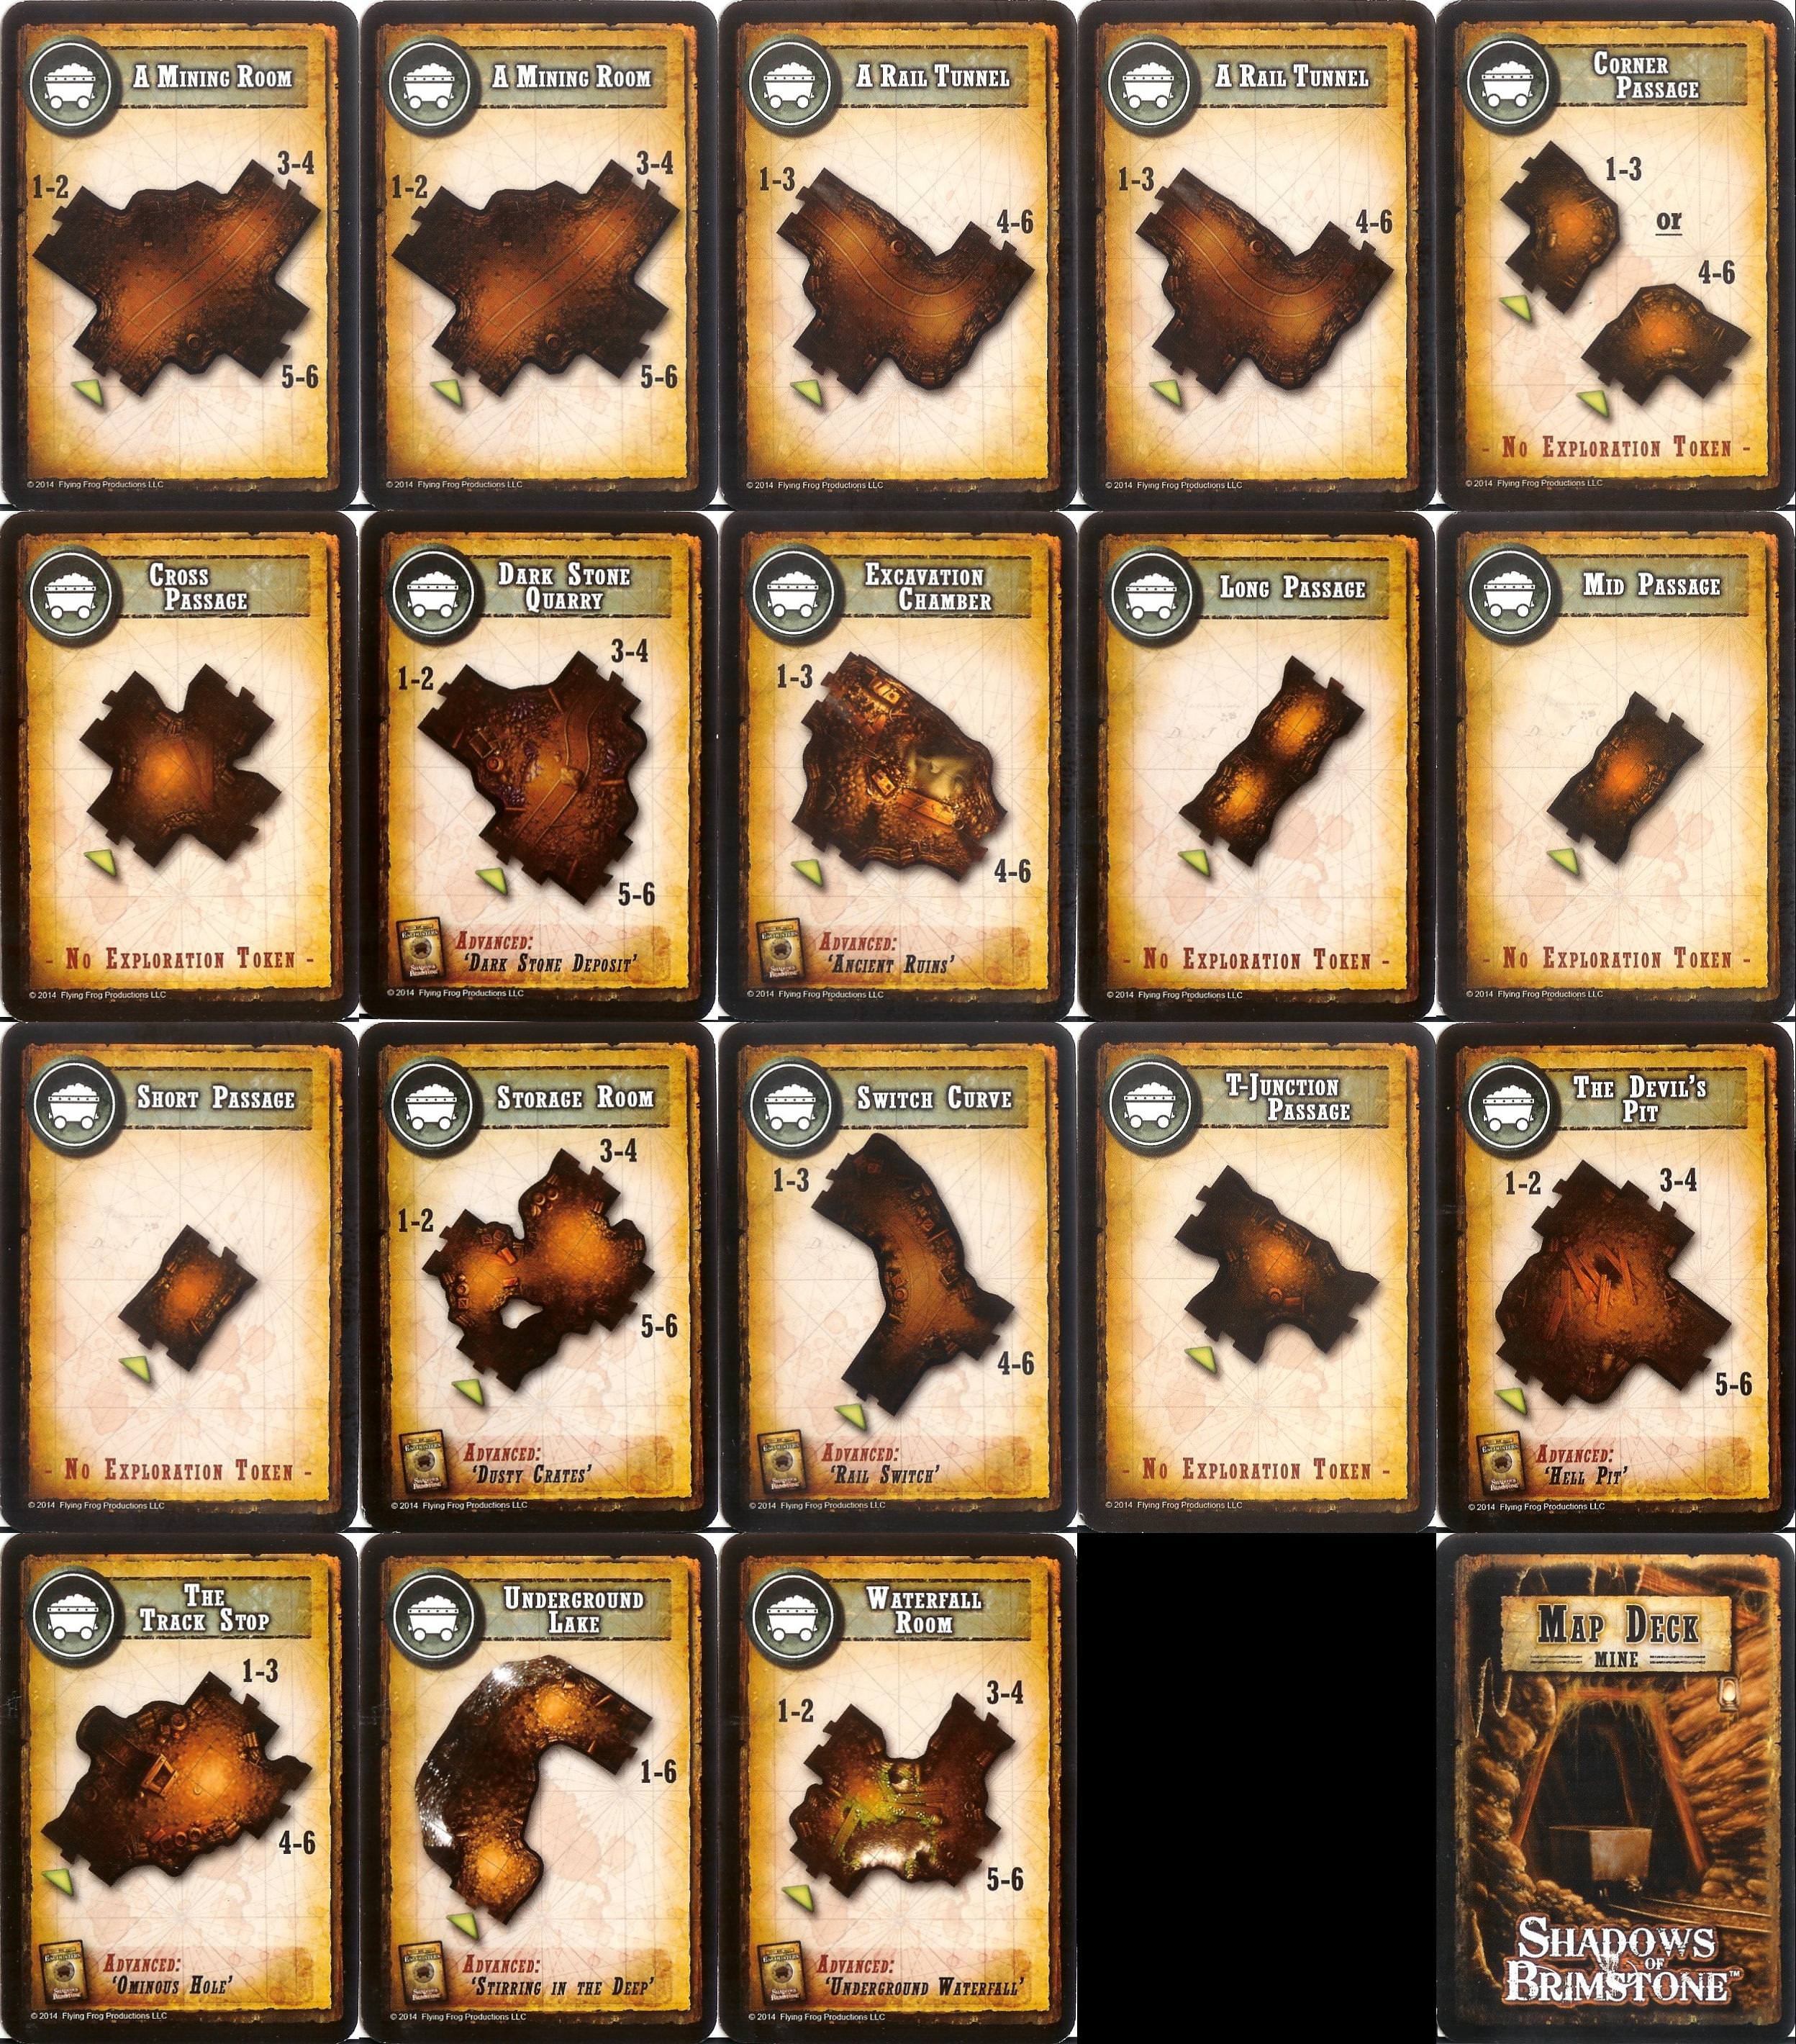 A Mining Room
1-2
3-4
5-6
© 2014 Flying Frog Productions LLC
A Mining Room
1-2
3-4
5-6
© 2014 Flying Frog Productions LLC
A Rail Tunnel
1-3
4-6
© 2014 Flying Frog Productions LLC
A Rail Tunnel
1-3
4-6
© 2014 Flying Frog Productions LLC
Corner
Passage
1-3
or
4-6
- No Exploration Token -
© 2014 Flying Frog Productions LLC
Cross
Passage
- No Exploration Token -
© 2014 Flying Frog Productions LLC
Dark Stone
Quarry
3-4
1-2
5-6
Advanced:
'Dark Stone Deposit'
© 2014 Flying Frog Productions LLC
Excavation
Chamber
1-3
4-6
Advanced:
'Ancient Ruins'
© 2014 Flying Frog Productions LLC
Long Passage
- No Exploration Token -
© 2014 Flying Frog Productions LLC
Mid Passage
- No Exploration Token -
© 2014 Flying Frog Productions LLC
Short Passage
- No Exploration Token -
© 2014 Flying Frog Productions LLC
Storage Room
3-4
1-2
5-6
Advanced:
'Dusty Crates'
© 2014 Flying Frog Productions LLC
Switch Curve
1-3
4-6
Advanced:
'Rail Switch'
© 2014 Flying Frog Productions LLC
T-Junction
Passage
- No Exploration Token -
© 2014 Flying Frog Productions LLC
The Devil's
Pit
1-2
3-4
5-6
Advanced:
'Hell Pit'
© 2014 Flying Frog Productions LLC
The
Track Stop
1-3
4-6
Advanced:
'Ominous Hole'
© 2014 Flying Frog Productions LLC
Underground
Lake
1-6
Advanced:
'Stirring in the Deep'
© 2014 Flying Frog Productions LLC
Waterfall
Room
3-4
1-2
5-6
Advanced:
'Underground Waterfall'
© 2014 Flying Frog Productions LLC
Map Deck
Mine
Shadows
of
Brimstone™